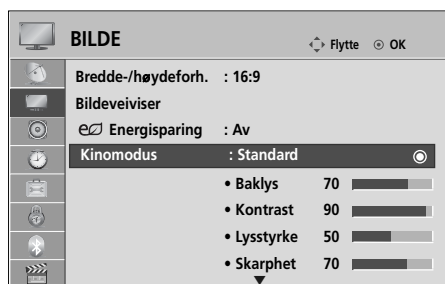 BILDE
Flytte OK
Bredde-/høydeforh. : 16:9
Bildeveiviser
Energisparing : Av
Kinomodus : Standard
• Baklys 70
• Kontrast 90
• Lysstyrke 50
• Skarphet 70